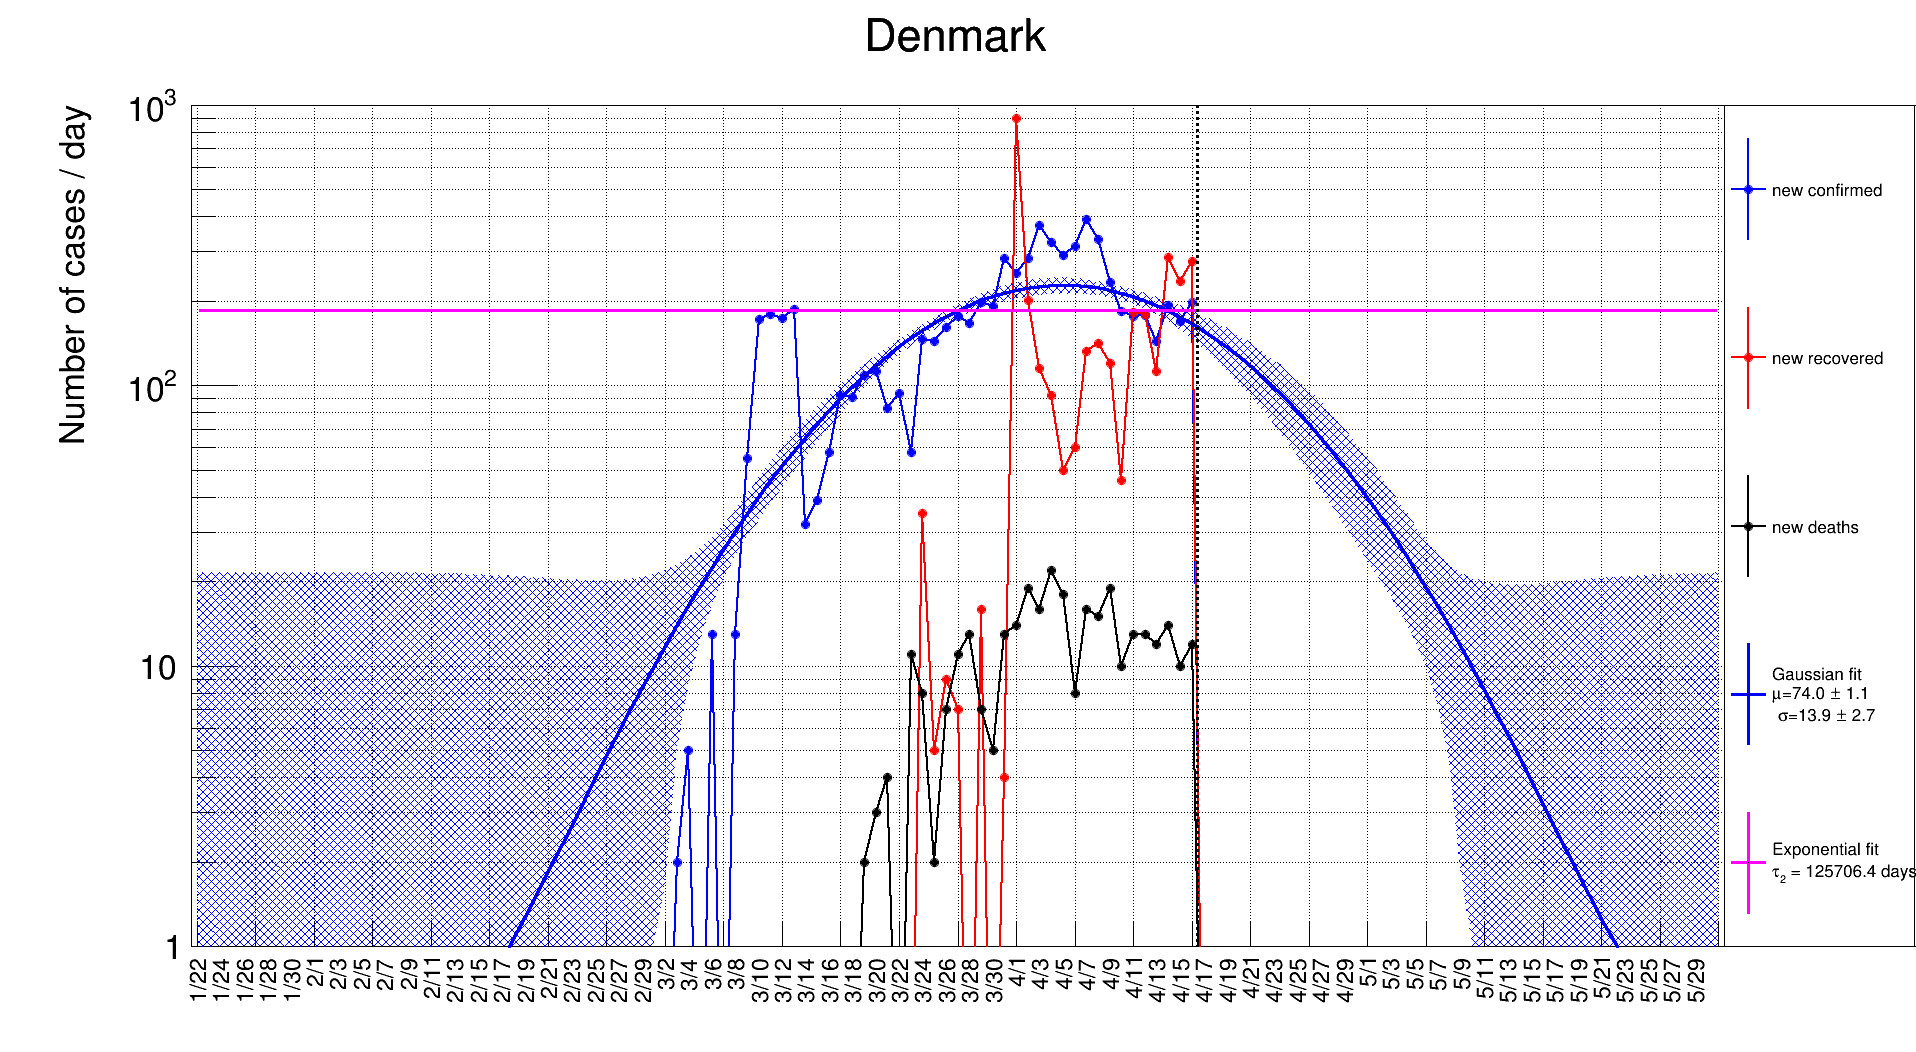 Denmark
Number of cases / day
10³
10²
10
1
1/22 1/24 1/26 1/28 1/30 2/1 2/3 2/5 2/7 2/9 2/11 2/13 2/15 2/17 2/19 2/21 2/23 2/25 2/27 2/29 3/2 3/4 3/6 3/8 3/10 3/12 3/14 3/16 3/18 3/20 3/22 3/24 3/26 3/28 3/30 4/1 4/3 4/5 4/7 4/9 4/11 4/13 4/15 4/17 4/19 4/21 4/23 4/25 4/27 4/29 5/1 5/3 5/5 5/7 5/9 5/11 5/13 5/15 5/17 5/19 5/21 5/23 5/25 5/27 5/29
new confirmed
new recovered
new deaths
Gaussian fit
μ=74.0 ± 1.1
σ=13.9 ± 2.7
Exponential fit
τ₂ = 125706.4 days